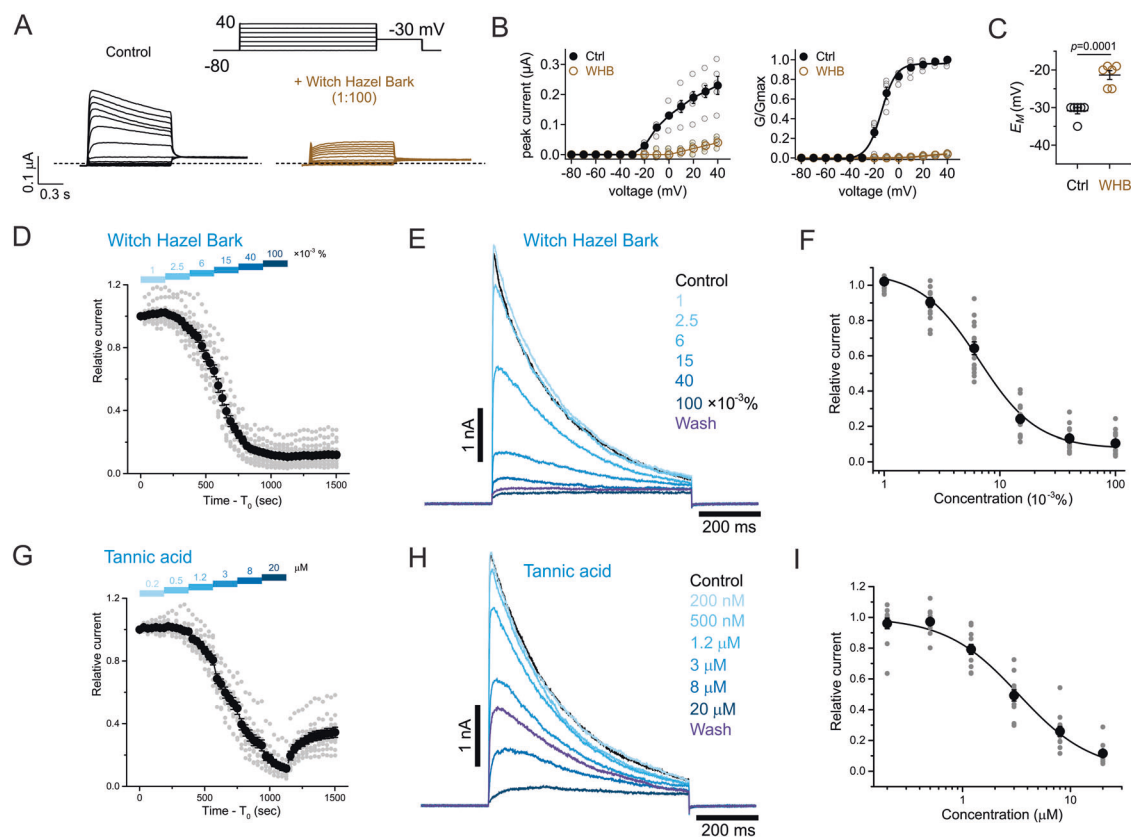 A
Control
40
-80
-30 mV
+ Witch Hazel Bark
(1:100)
0.1 µA
0.3 s
B
peak current (µA)
0.3
0.2
0.1
0.0
Ctrl
WHB
-80 -60 -40 -20 0 20 40
voltage (mV)
G/Gmax
1.0
0.8
0.6
0.4
0.2
0.0
Ctrl
WHB
-80 -60 -40 -20 0 20 40
voltage (mV)
C
p=0.0001
EM (mV)
-20
-30
-40
Ctrl WHB
D
Witch Hazel Bark
1 2.5 6 15 40 100 ×10-3 %
Relative current
1.2
0.8
0.4
0.0
0 500 1000 1500
Time - T0 (sec)
E
Witch Hazel Bark
Control
1
2.5
6
15
40
100 ×10-3%
Wash
1 nA
200 ms
F
Relative current
1.2
1.0
0.8
0.6
0.4
0.2
0.0
1 10 100
Concentration (10-3%)
G
Tannic acid
0.2 0.5 1.2 3 8 20 µM
Relative current
1.2
0.8
0.4
0.0
0 500 1000 1500
Time - T0 (sec)
H
Tannic acid
Control
200 nM
500 nM
1.2 µM
3 µM
8 µM
20 µM
Wash
1 nA
200 ms
I
Relative current
1.2
1.0
0.8
0.6
0.4
0.2
0.0
1 10
Concentration (µM)